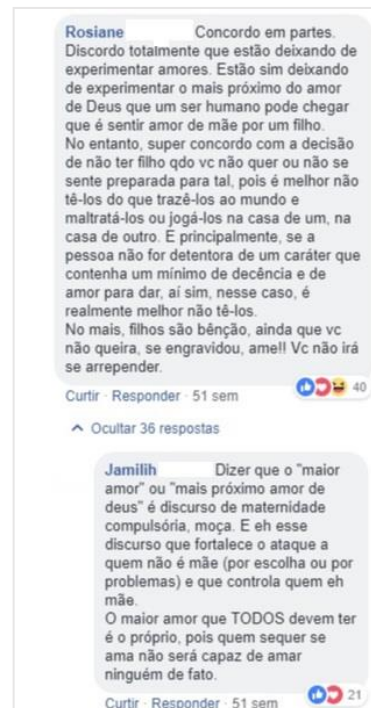 Rosiane Concordo em partes.
Discordo totalmente que estão deixando de
experimentar amores. Estão sim deixando
de experimentar o mais próximo do amor
de Deus que um ser humano pode chegar
que é sentir amor de mãe por um filho.
No entanto, super concordo com a decisão
de não ter filho qdo vc não quer ou não se
sente preparada para tal, pois é melhor não
tê-los do que trazê-los ao mundo e
maltratá-los ou jogá-los na casa de um, na
casa de outro. E principalmente, se a
pessoa não for detentora de um caráter que
contenha um mínimo de decência e de
amor para dar, aí sim, nesse caso, é
realmente melhor não tê-los.
No mais, filhos são bênção, ainda que vc
não queira, se engravidou, ame!! Vc não irá
se arrepender.
40
Curtir · Responder · 51 sem
Ocultar 36 respostas
Jamilih Dizer que o "maior
amor" ou "mais próximo amor de
deus" é discurso de maternidade
compulsória, moça. E eh esse
discurso que fortalece o ataque a
quem não é mãe (por escolha ou por
problemas) e que controla quem eh
mãe.
O maior amor que TODOS devem ter
é o próprio, pois quem sequer se
ama não será capaz de amar
ninguém de fato.
21
Curtir · Responder · 51 sem